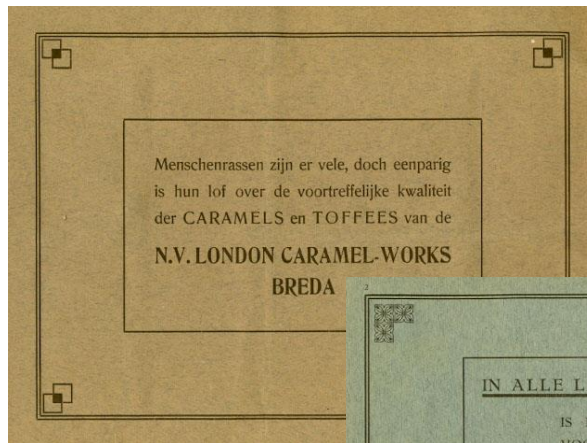 Menschenrassen zijn er vele, doch eenparig
is hun lof over de voortreffelijke kwaliteit
der CARAMELS en TOFFEES van de
N.V. LONDON CARAMEL-WORKS
BREDA
2
IN ALLE L
IS